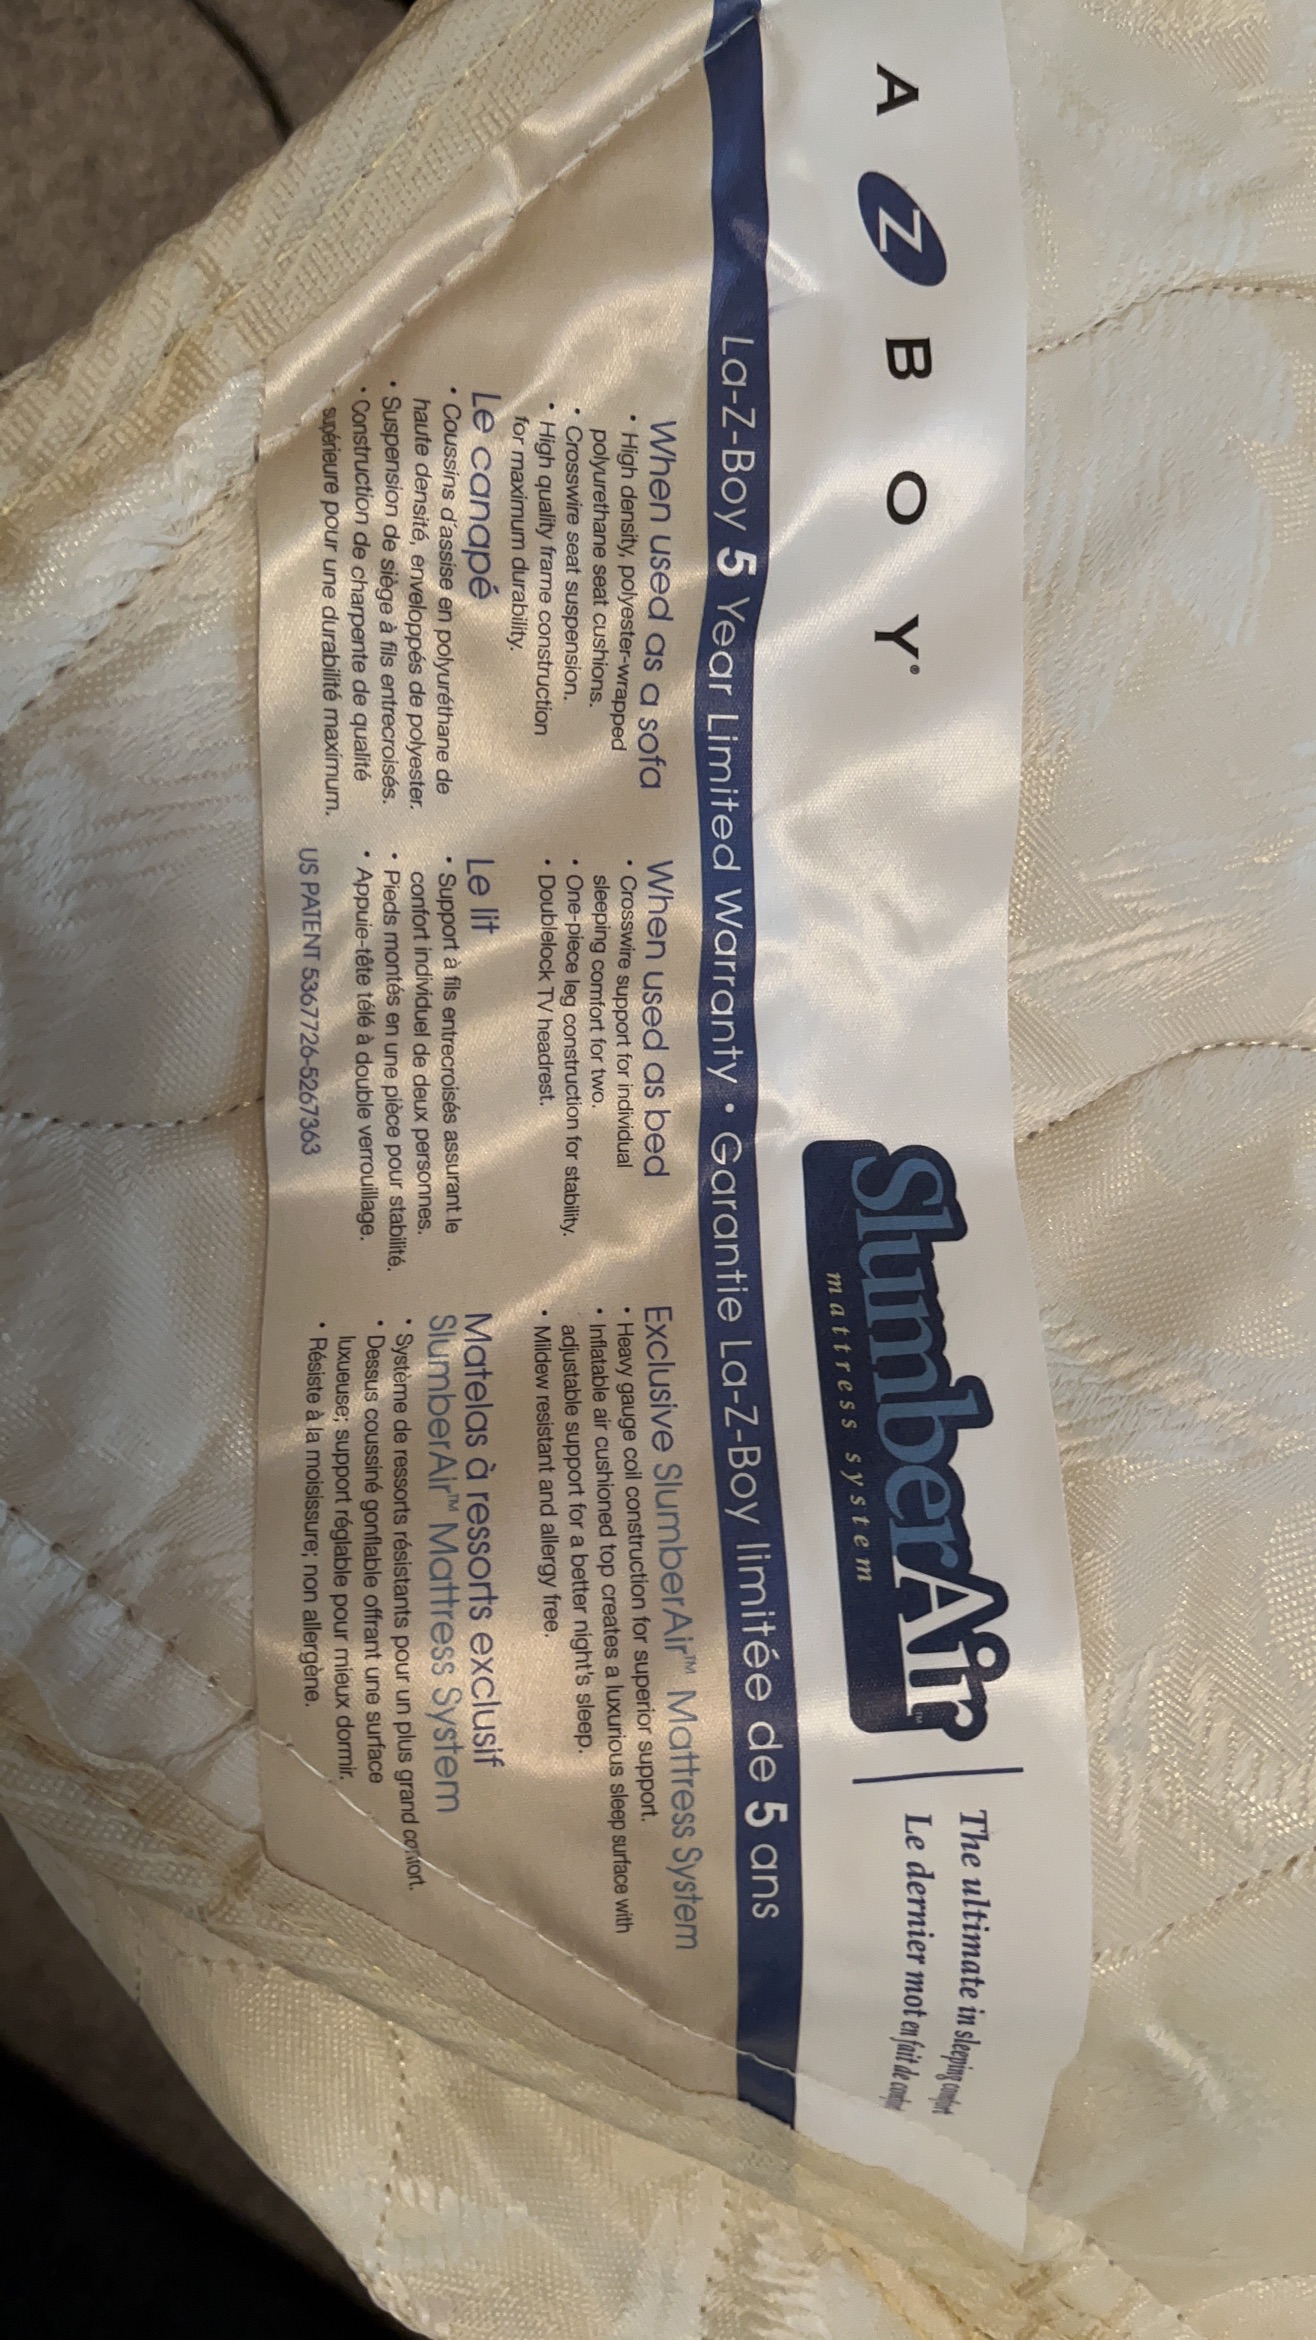 A Z BOY®
SlumberAir™
mattress system
The ultimate in sleeping comfort
Le dernier mot en fait de confort
La-Z-Boy 5 Year Limited Warranty • Garantie La-Z-Boy limitée de 5 ans
When used as a sofa
• High density, polyester-wrapped
polyurethane seat cushions.
• Crosswire seat suspension.
• High quality frame construction
for maximum durability.
Le canapé
• Coussins d'assise en polyuréthane de
haute densité, enveloppés de polyester.
• Suspension de siège à fils entrecroisés.
• Construction de charpente de qualité
supérieure pour une durabilité maximum.
When used as bed
• Crosswire support for individual
sleeping comfort for two.
• One-piece leg construction for stability.
• Doublelock TV headrest.
Le lit
• Support à fils entrecroisés assurant le
confort individuel de deux personnes.
• Pieds montés en une pièce pour stabilité.
• Appuie-tête télé à double verrouillage.
US PATENT 5367726-5267363
Exclusive SlumberAir™ Mattress System
• Heavy gauge coil construction for superior support.
• Inflatable air cushioned top creates a luxurious sleep surface with
adjustable support for a better night's sleep.
• Mildew resistant and allergy free.
Matelas à ressorts exclusif
SlumberAir™ Mattress System
• Système de ressorts résistants pour un plus grand confort.
• Dessus coussiné gonflable offrant une surface
luxueuse; support réglable pour mieux dormir.
• Résiste à la moisissure; non allergène.